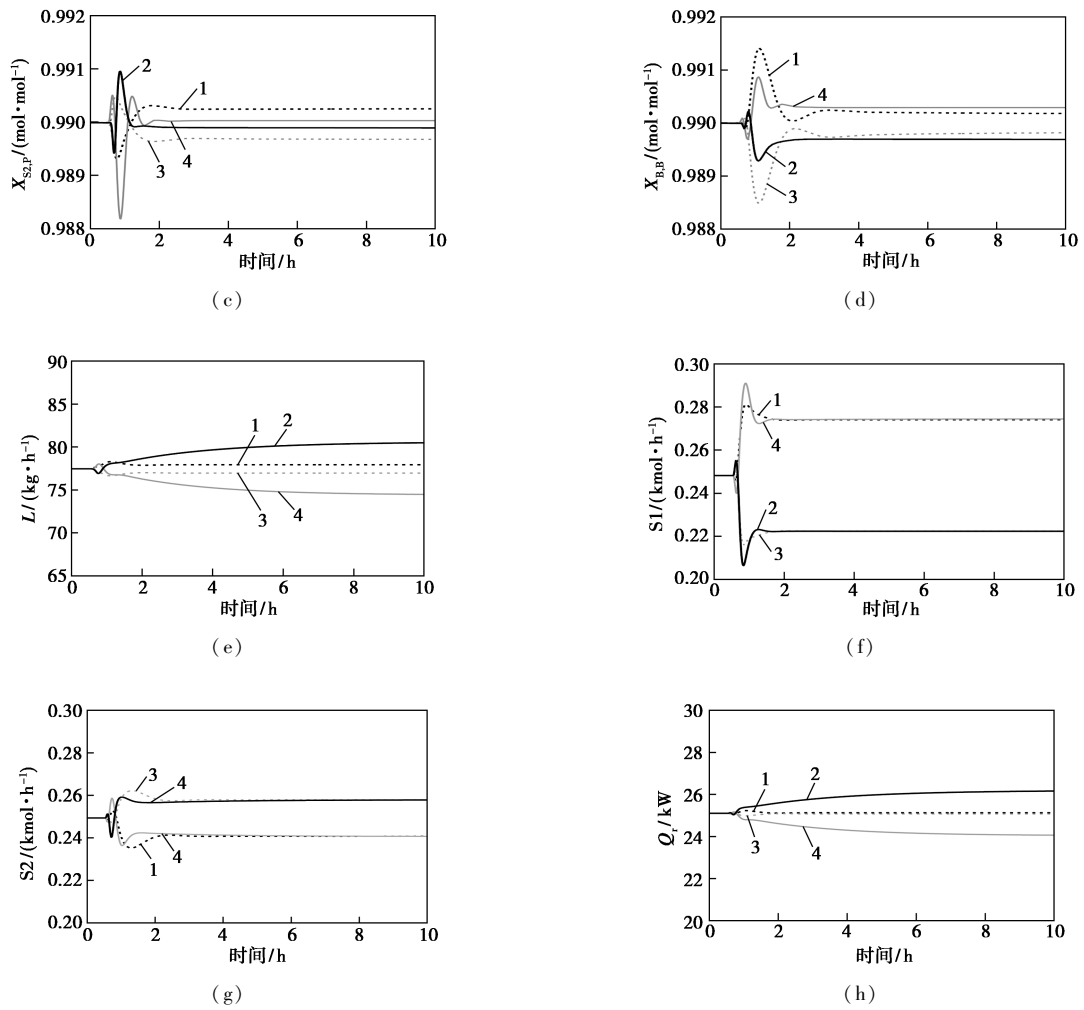 0.992
0.991
0.990
0.989
0.988
X_S2,P/(mol·mol⁻¹)
2
1
3
4
0 2 4 6 8 10
时间/h
(c)
0.992
0.991
0.990
0.989
0.988
X_B,B/(mol·mol⁻¹)
1
4
2
3
0 2 4 6 8 10
时间/h
(d)
90
85
80
75
70
65
L/(kg·h⁻¹)
1
2
3
4
0 2 4 6 8 10
时间/h
(e)
0.30
0.28
0.26
0.24
0.22
0.20
S1/(kmol·h⁻¹)
1
4
2
3
0 2 4 6 8 10
时间/h
(f)
0.30
0.28
0.26
0.24
0.22
0.20
S2/(kmol·h⁻¹)
3
4
1
4
0 2 4 6 8 10
时间/h
(g)
30
28
26
24
22
20
Q_r/kW
1
2
3
4
0 2 4 6 8 10
时间/h
(h)